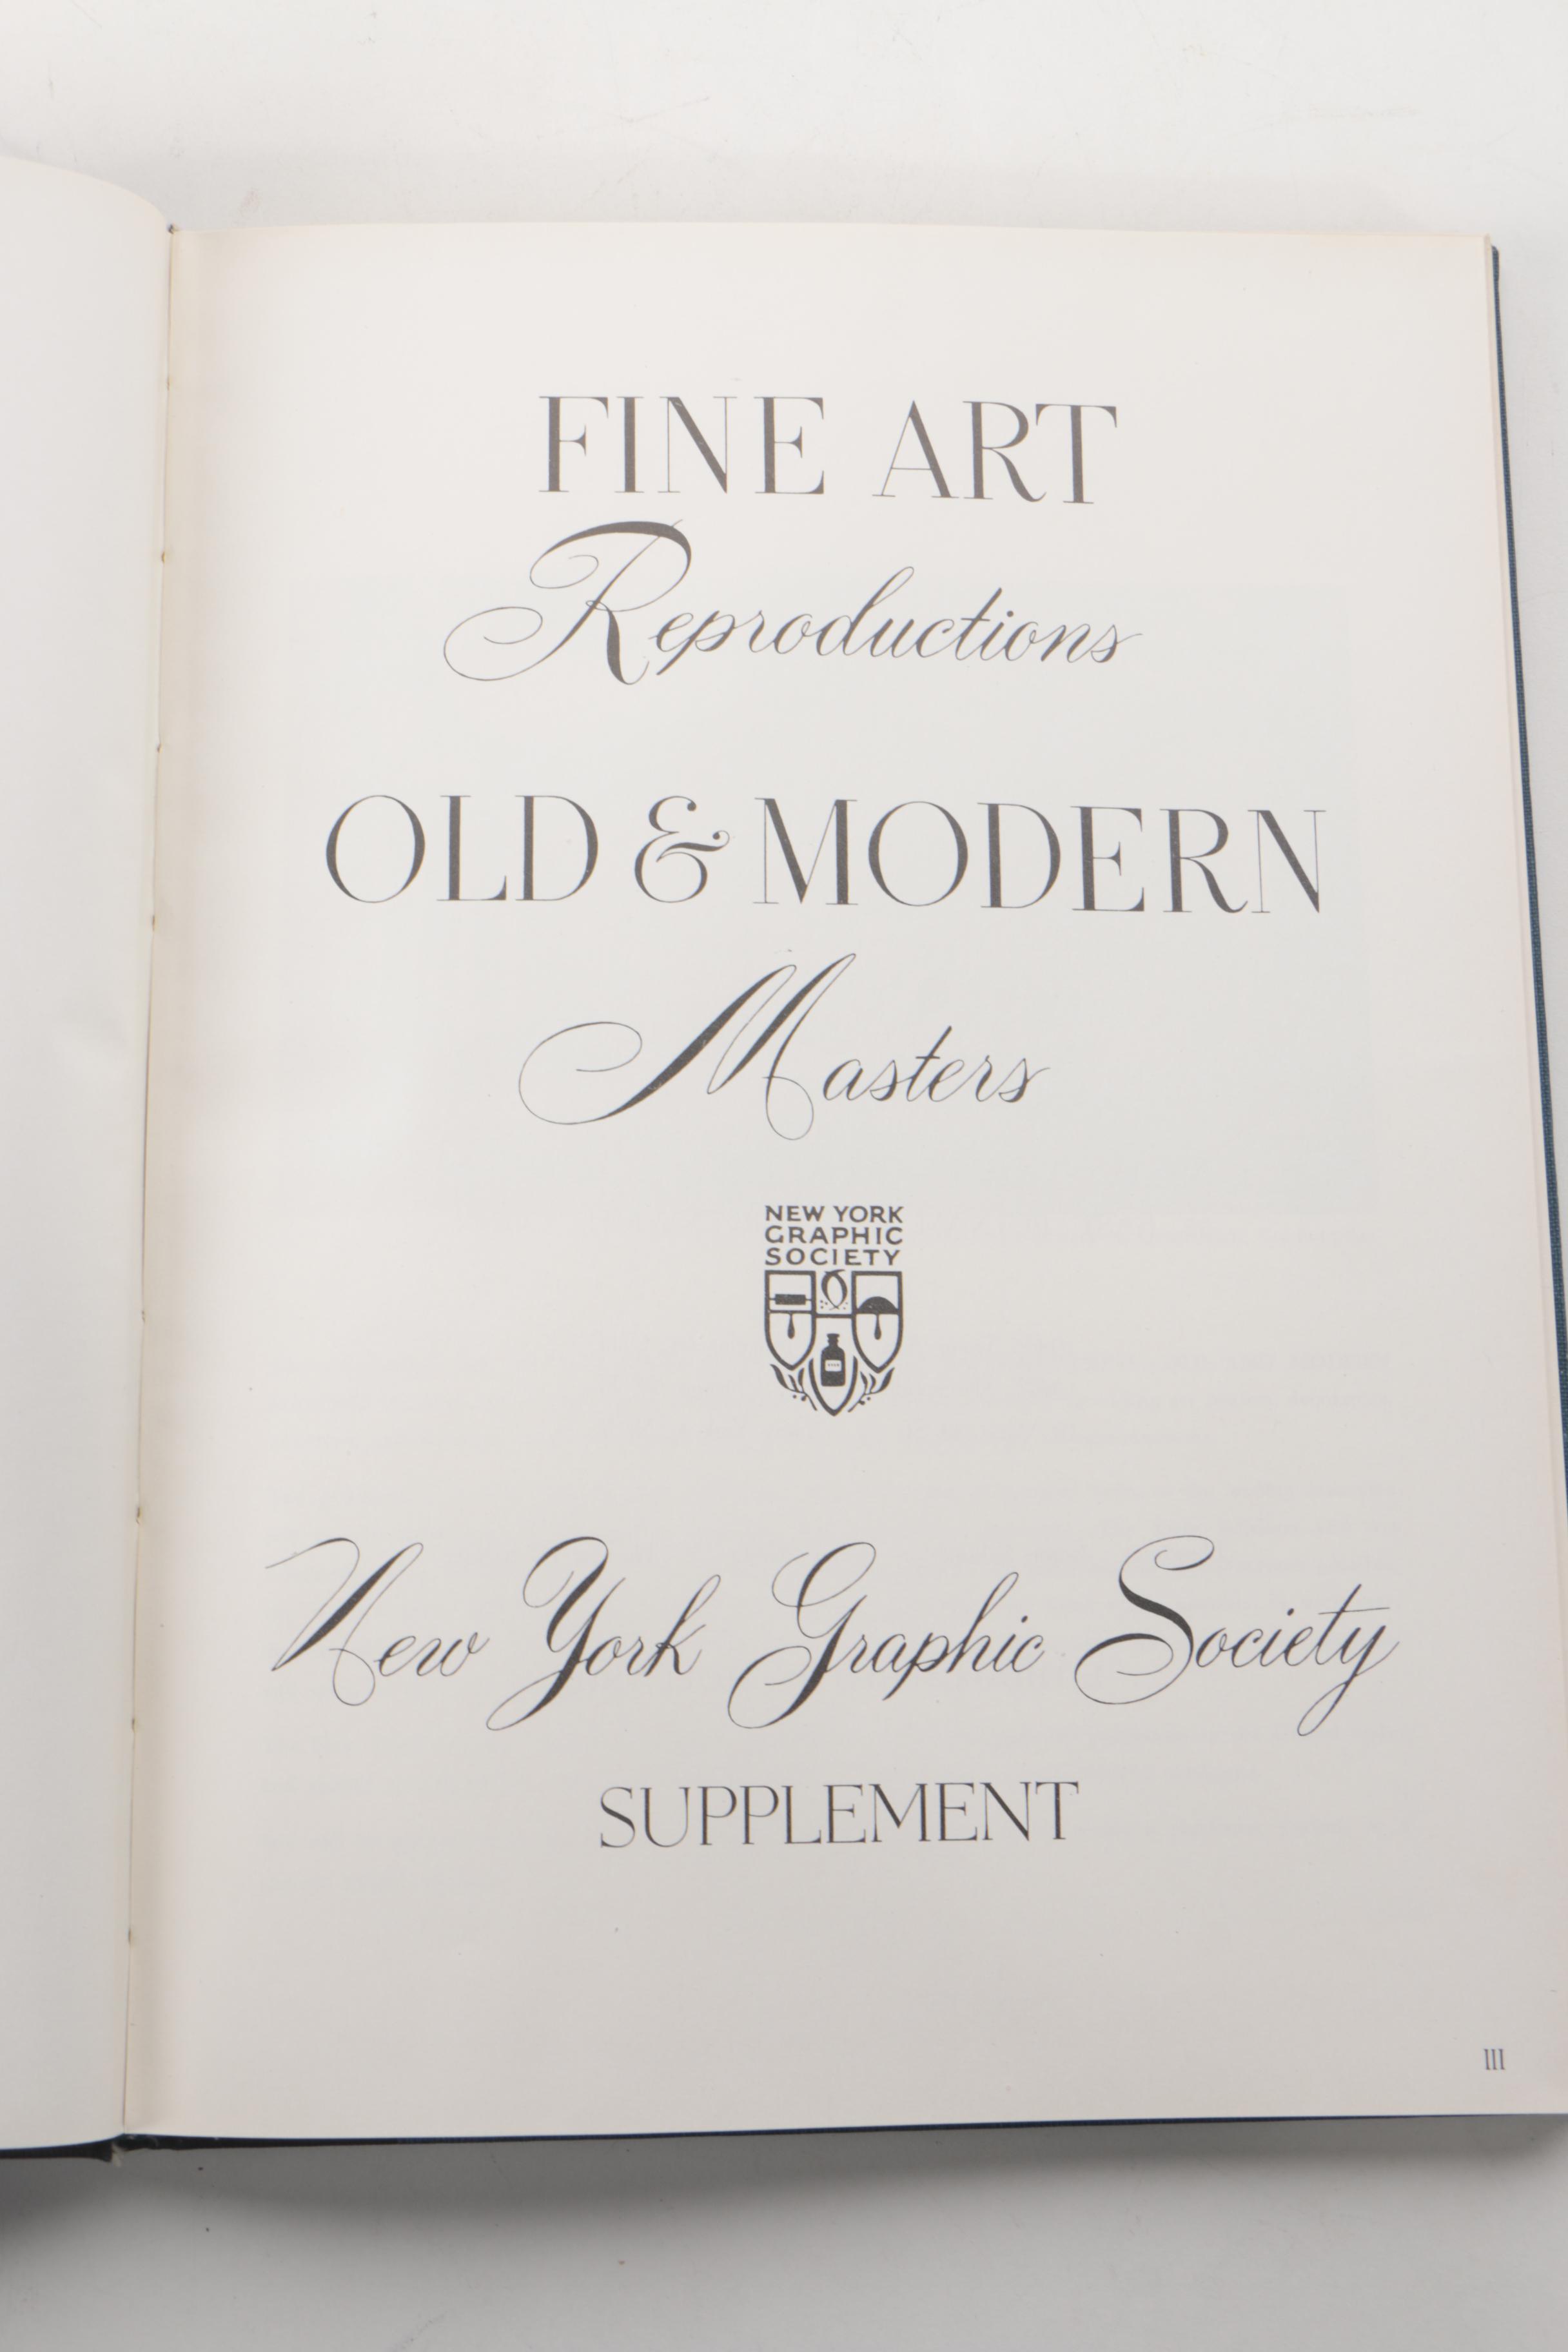 FINE ART
Reproductions
OLD & MODERN
Masters
NEW YORK
GRAPHIC
SOCIETY
New York Graphic Society
SUPPLEMENT
III